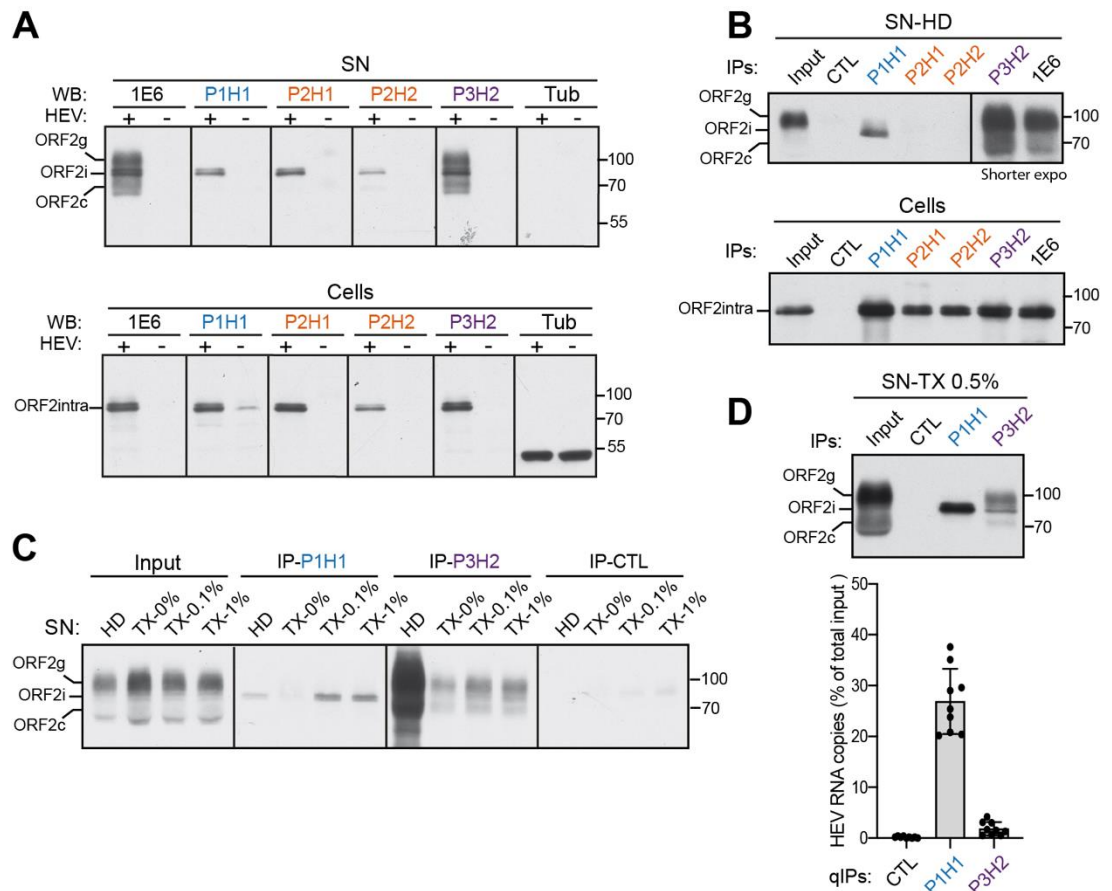 A
SN
WB: 1E6 P1H1 P2H1 P2H2 P3H2 Tub
HEV: + - + - + - + - + - + -
ORF2g
ORF2i
ORF2c
100
70
55
Cells
WB: 1E6 P1H1 P2H1 P2H2 P3H2 Tub
HEV: + - + - + - + - + - + -
ORF2intra
100
70
55
B
SN-HD
IPs: Input CTL P1H1 P2H1 P2H2 P3H2 1E6
ORF2g
ORF2i
ORF2c
100
70
Shorter expo
Cells
IPs: Input CTL P1H1 P2H1 P2H2 P3H2 1E6
ORF2intra
100
70
C
Input IP-P1H1 IP-P3H2 IP-CTL
SN: HD TX-0% TX-0.1% TX-1% HD TX-0% TX-0.1% TX-1% HD TX-0% TX-0.1% TX-1% HD TX-0% TX-0.1% TX-1%
ORF2g
ORF2i
ORF2c
100
70
D
SN-TX 0.5%
IPs: Input CTL P1H1 P3H2
ORF2g
ORF2i
ORF2c
100
70
HEV RNA copies (% of total input )
50
40
30
20
10
0
qIPs: CTL P1H1 P3H2